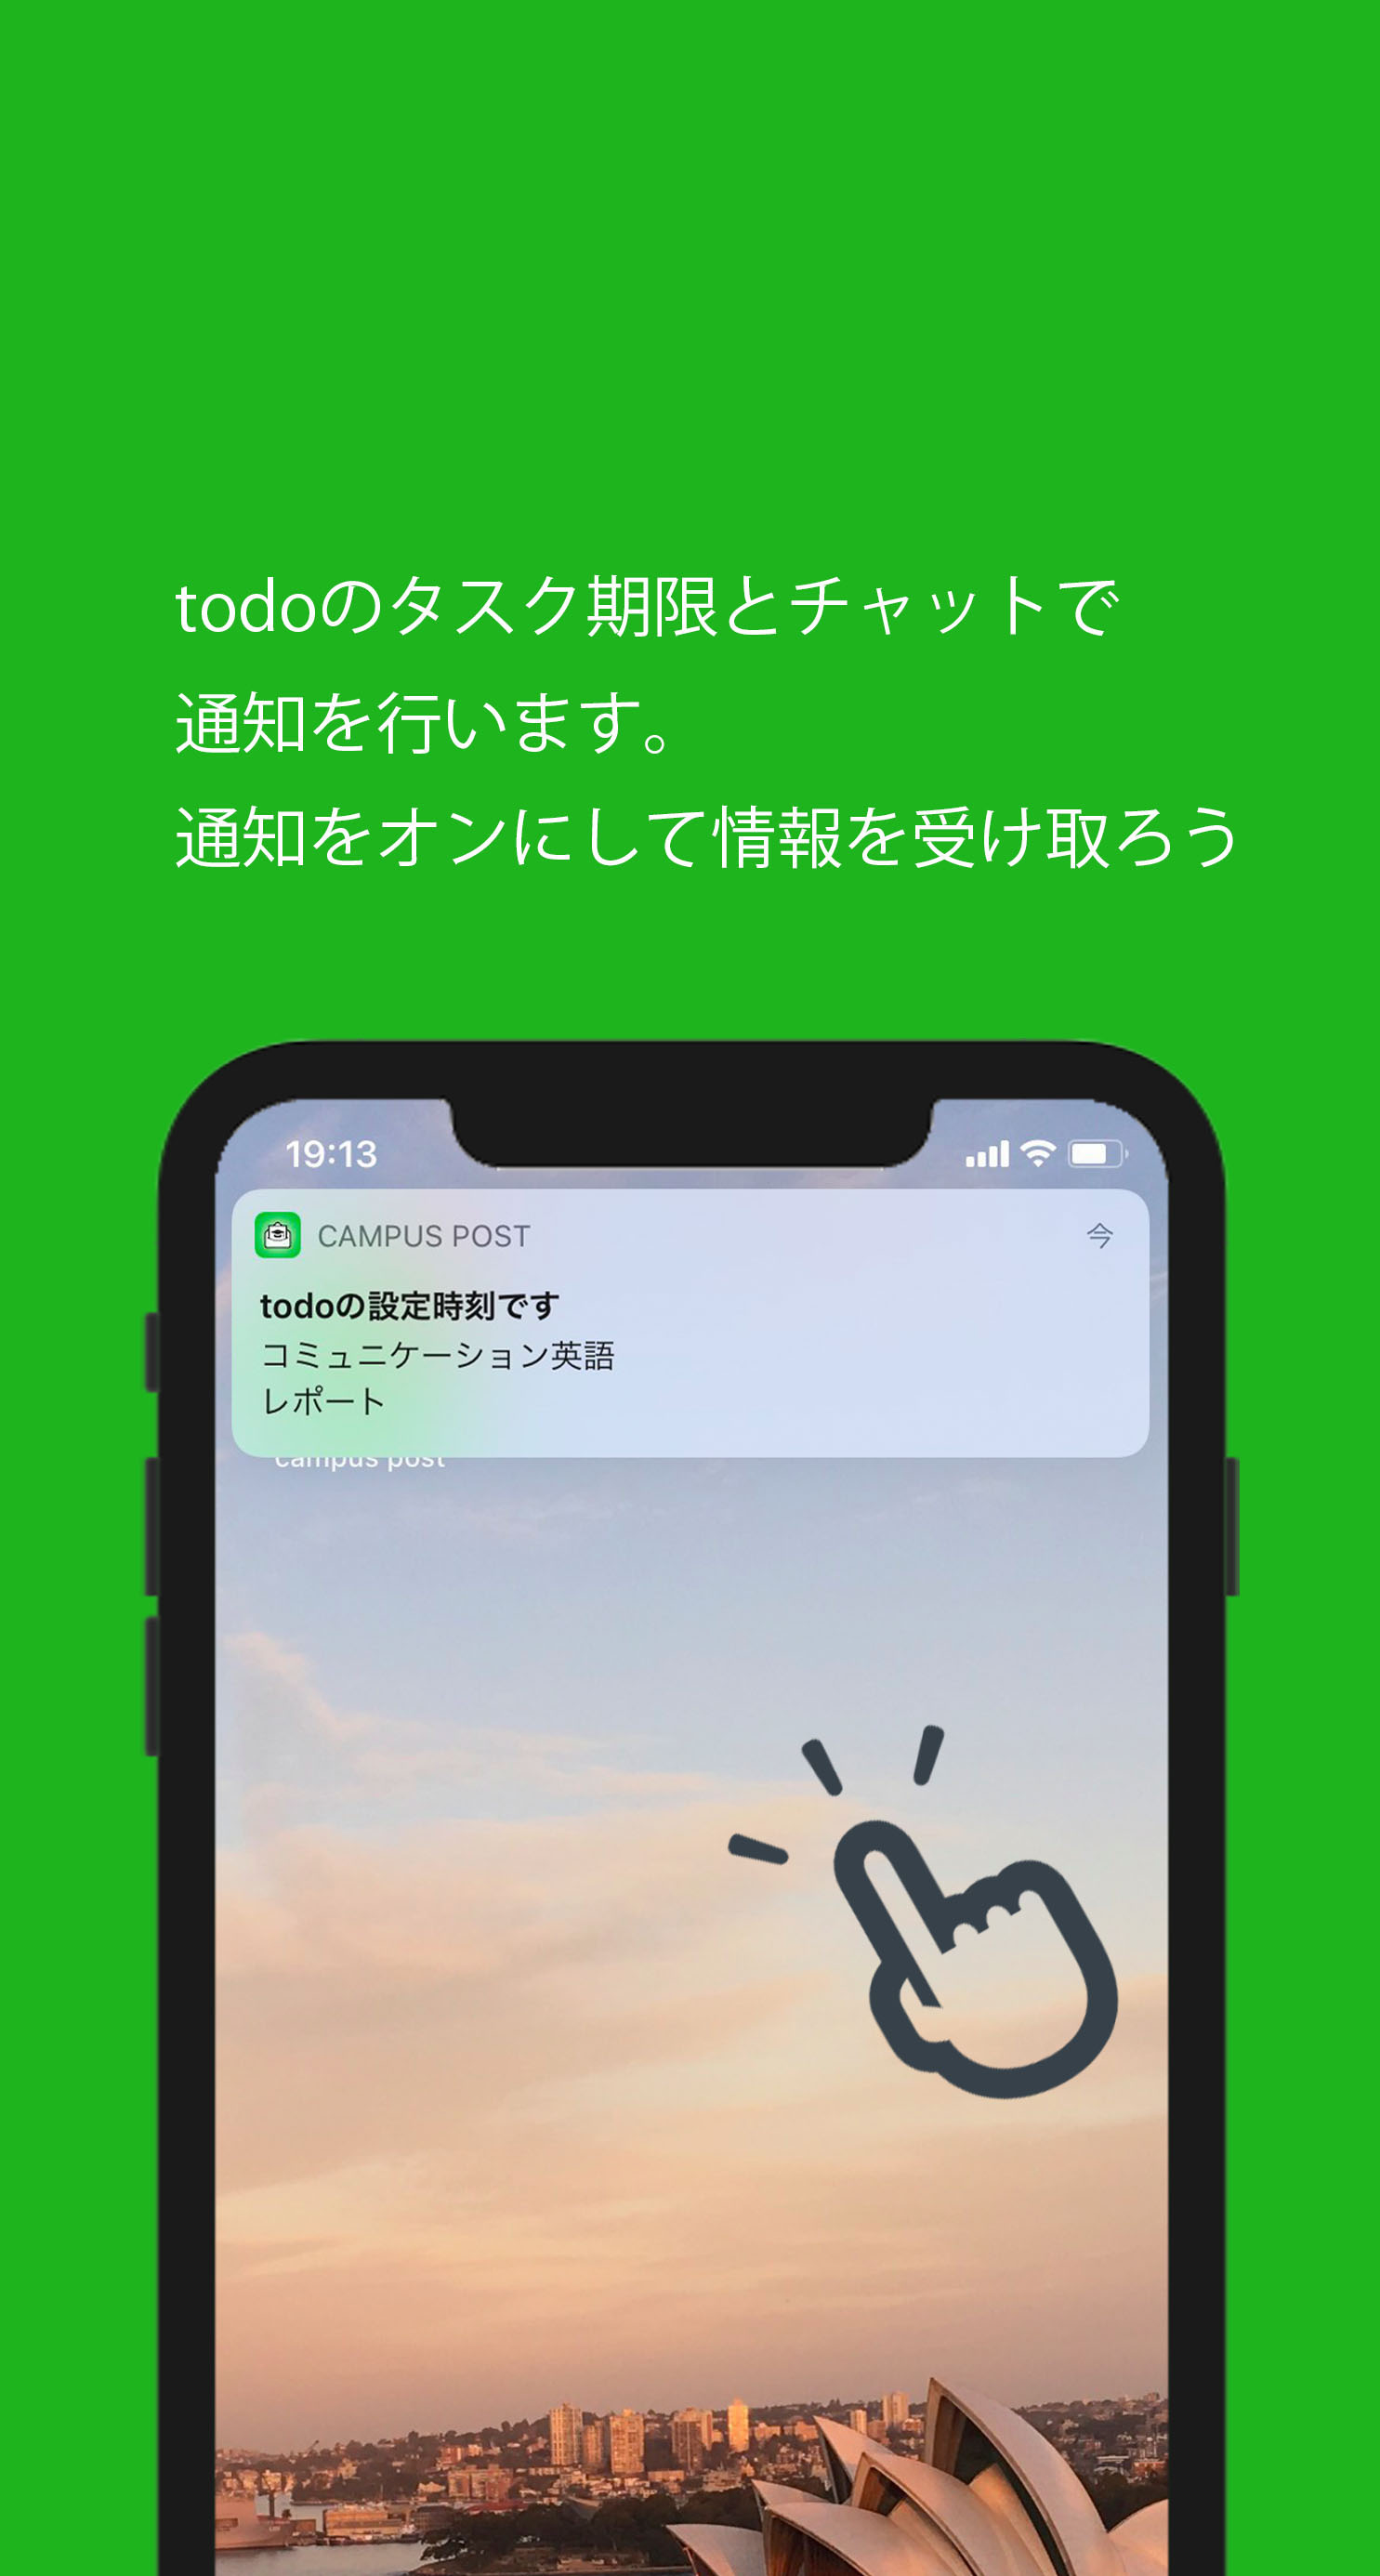 todoのタスク期限とチャットで
通知を行います。
通知をオンにして情報を受け取ろう
19:13
CAMPUS POST 今
todoの設定時刻です
コミュニケーション英語
レポート
campus post